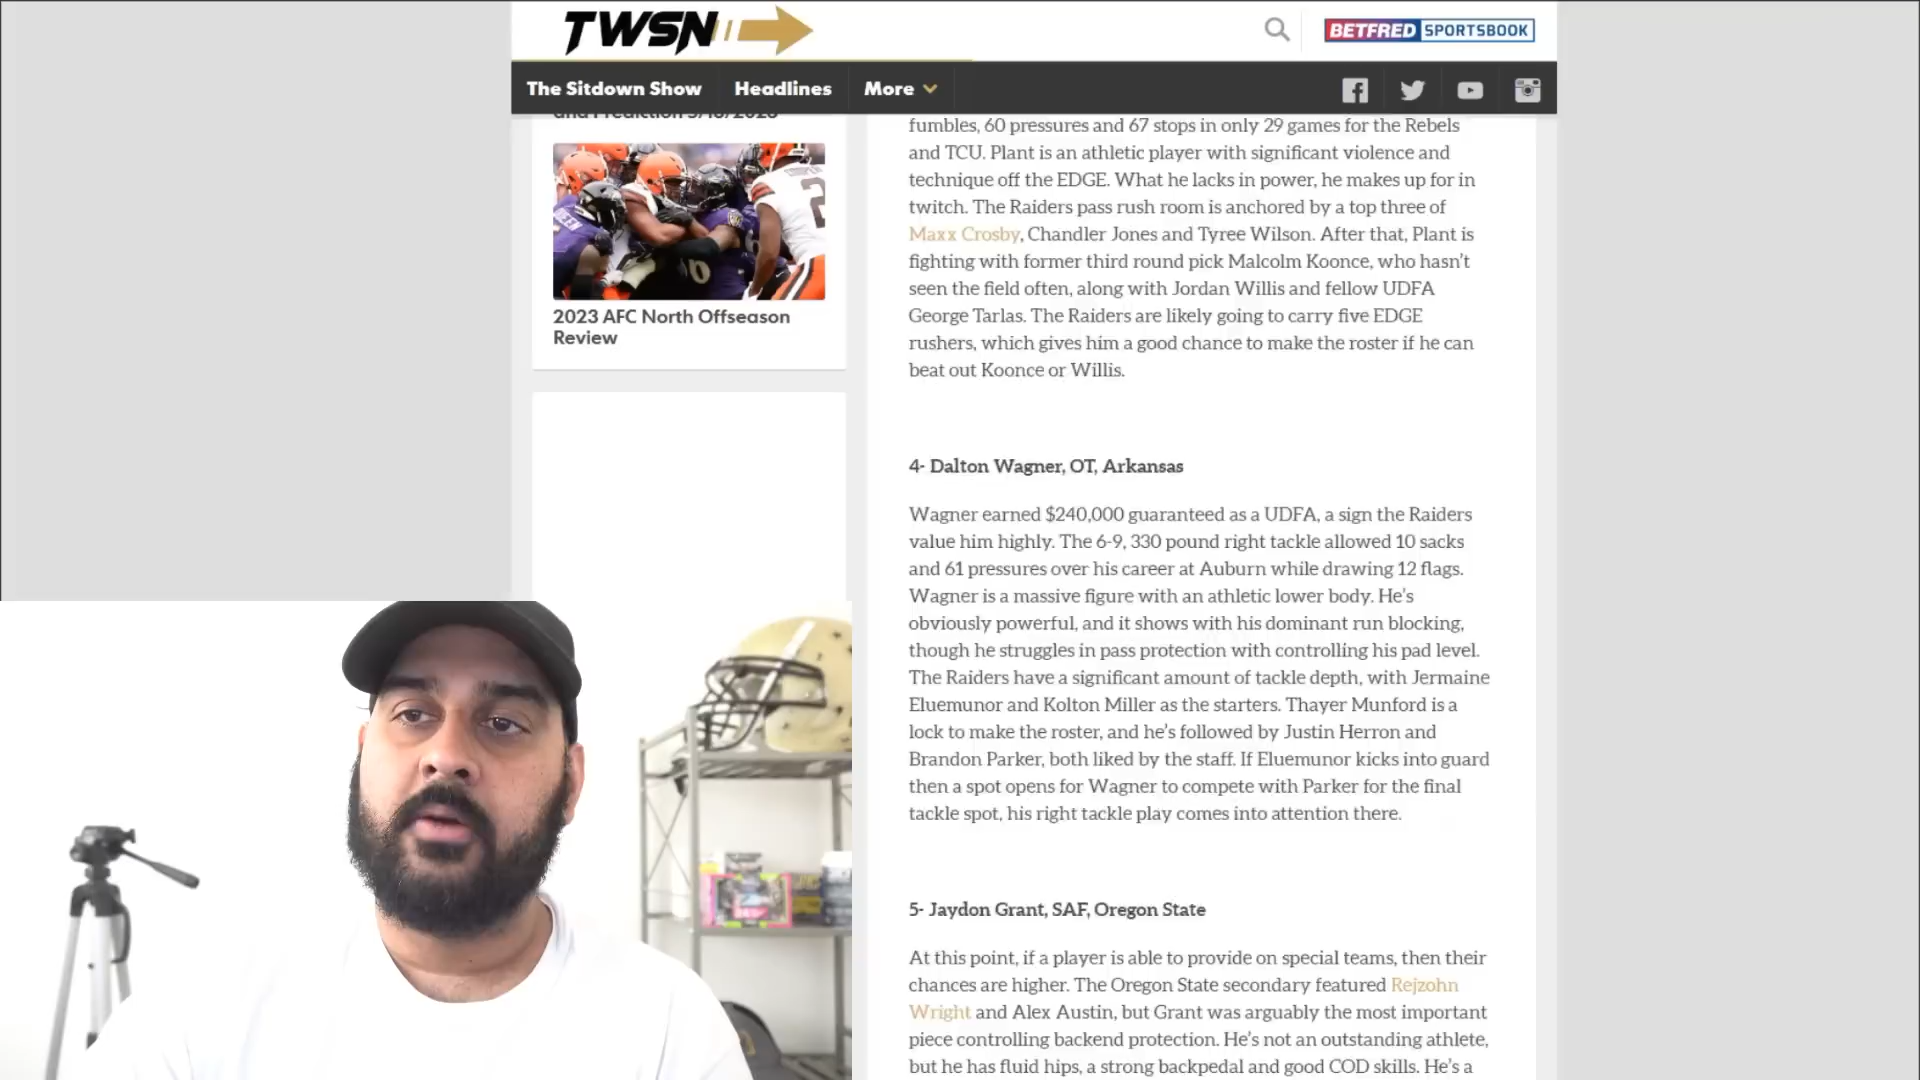 TWSN
BETFRED SPORTSBOOK
The Sitdown Show
Headlines
More
and Prediction 5/18/2023
2023 AFC North Offseason
Review
fumbles, 60 pressures and 67 stops in only 29 games for the Rebels
and TCU. Plant is an athletic player with significant violence and
technique off the EDGE. What he lacks in power, he makes up for in
twitch. The Raiders pass rush room is anchored by a top three of
Maxx Crosby, Chandler Jones and Tyree Wilson. After that, Plant is
fighting with former third round pick Malcolm Koonce, who hasn't
seen the field often, along with Jordan Willis and fellow UDFA
George Tarlas. The Raiders are likely going to carry five EDGE
rushers, which gives him a good chance to make the roster if he can
beat out Koonce or Willis.
4- Dalton Wagner, OT, Arkansas
Wagner earned $240,000 guaranteed as a UDFA, a sign the Raiders
value him highly. The 6-9, 330 pound right tackle allowed 10 sacks
and 61 pressures over his career at Auburn while drawing 12 flags.
Wagner is a massive figure with an athletic lower body. He's
obviously powerful, and it shows with his dominant run blocking,
though he struggles in pass protection with controlling his pad level.
The Raiders have a significant amount of tackle depth, with Jermaine
Eluemunor and Kolton Miller as the starters. Thayer Munford is a
lock to make the roster, and he's followed by Justin Herron and
Brandon Parker, both liked by the staff. If Eluemunor kicks into guard
then a spot opens for Wagner to compete with Parker for the final
tackle spot, his right tackle play comes into attention there.
5- Jaydon Grant, SAF, Oregon State
At this point, if a player is able to provide on special teams, then their
chances are higher. The Oregon State secondary featured Rejzohn
Wright and Alex Austin, but Grant was arguably the most important
piece controlling backend protection. He's not an outstanding athlete,
but he has fluid hips, a strong backpedal and good COD skills. He's a